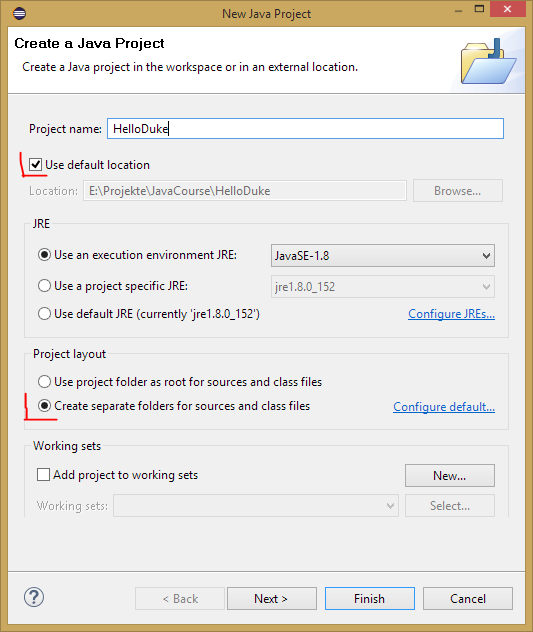 New Java Project
Create a Java Project
Create a Java project in the workspace or in an external location.
Project name: HelloDuke
Use default location
Location: E:\Projekte\JavaCourse\HelloDuke Browse...
JRE
Use an execution environment JRE: JavaSE-1.8
Use a project specific JRE: jre1.8.0_152
Use default JRE (currently 'jre1.8.0_152') Configure JREs...
Project layout
Use project folder as root for sources and class files
Create separate folders for sources and class files Configure default...
Working sets
Add project to working sets New...
Working sets: Select...
? < Back Next > Finish Cancel